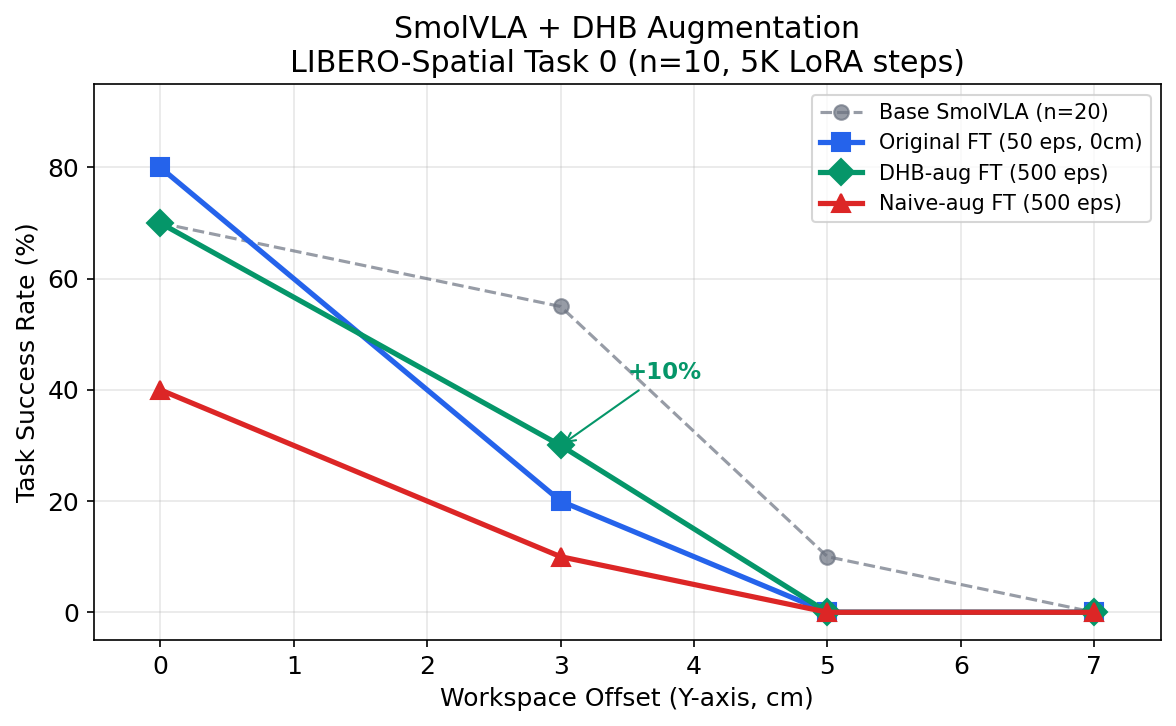 SmolVLA + DHB Augmentation
LIBERO-Spatial Task 0 (n=10, 5K LoRA steps)
Base SmolVLA (n=20)
Original FT (50 eps, 0cm)
DHB-aug FT (500 eps)
Naive-aug FT (500 eps)
Task Success Rate (%)
80
60
40
20
0
+10%
0 1 2 3 4 5 6 7
Workspace Offset (Y-axis, cm)